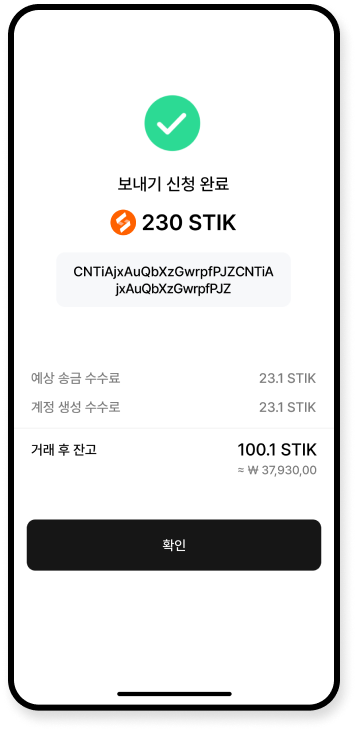 보내기 신청 완료
230 STIK
CNTiAjxAuQbXzGwrpfPJZCNTiA
jxAuQbXzGwrpfPJZ
예상 송금 수수료 23.1 STIK
계정 생성 수수로 23.1 STIK
거래 후 잔고 100.1 STIK
≈ ₩ 37,930,00
확인